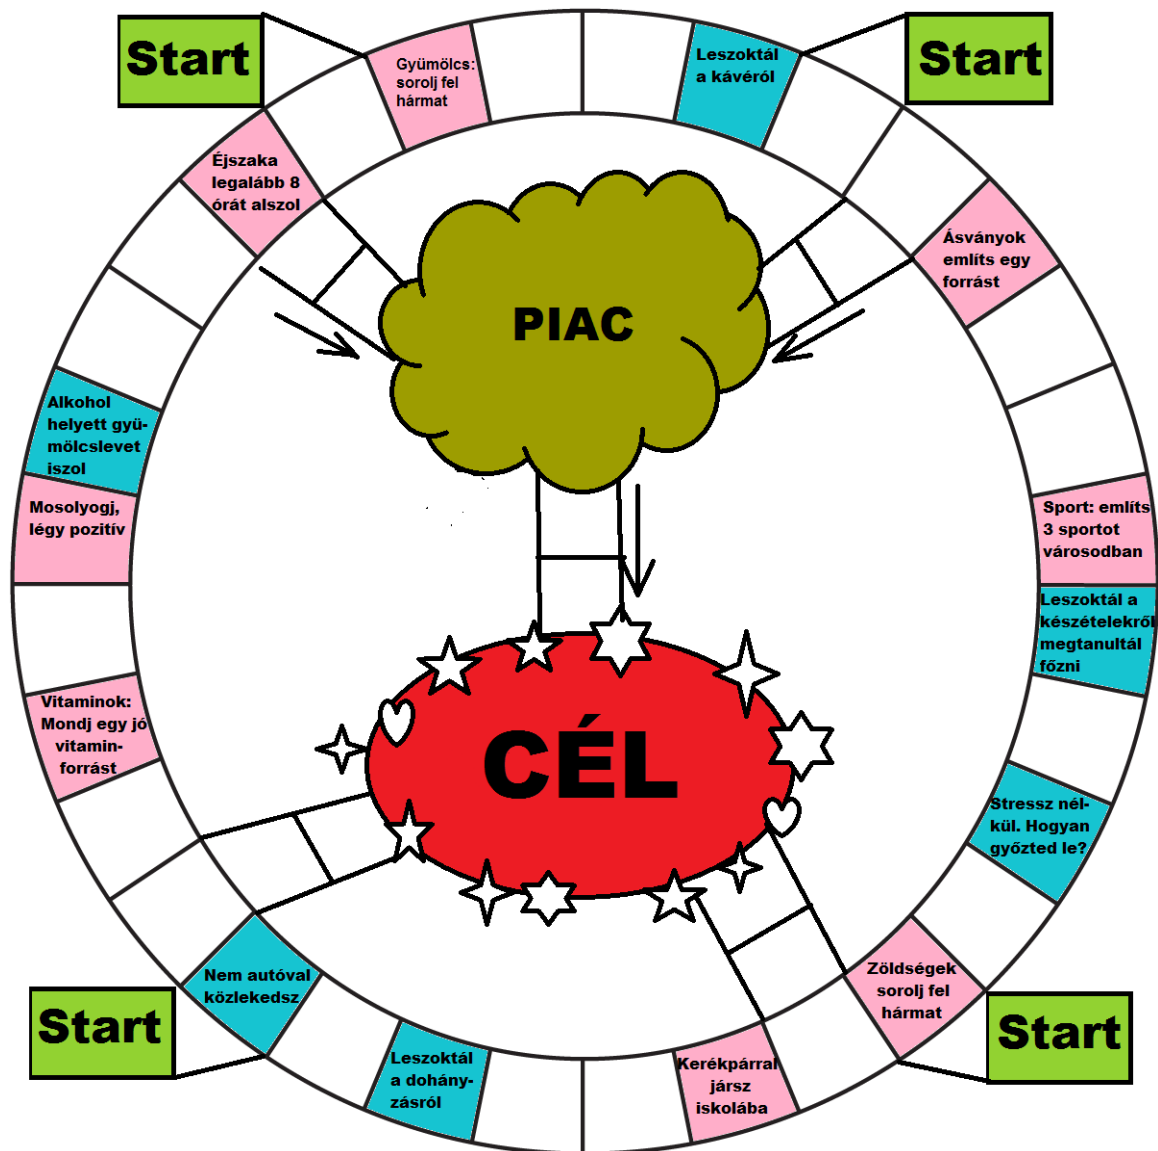 Start
Gyümölcs:
sorolj fel
hármat
Leszoktál
a kávéról
Start
Éjszaka
legalább 8
órát alszol
Ásványok
említs egy
forrást
PIAC
Alkohol
helyett gyü-
mölcslevet
iszol
Mosolyogj,
légy pozitív
Sport: említs
3 sportot
városodban
Leszoktál a
készételekről
megtanultál
főzni
Vitaminok:
Mondj egy jó
vitamin-
forrást
CÉL
Stressz nél-
kül. Hogyan
győzted le?
Nem autóval
közlekedsz
Zöldségek
sorolj fel
hármat
Start
Start
Leszoktál
a dohány-
zásról
Kerékpárral
jársz
iskolába